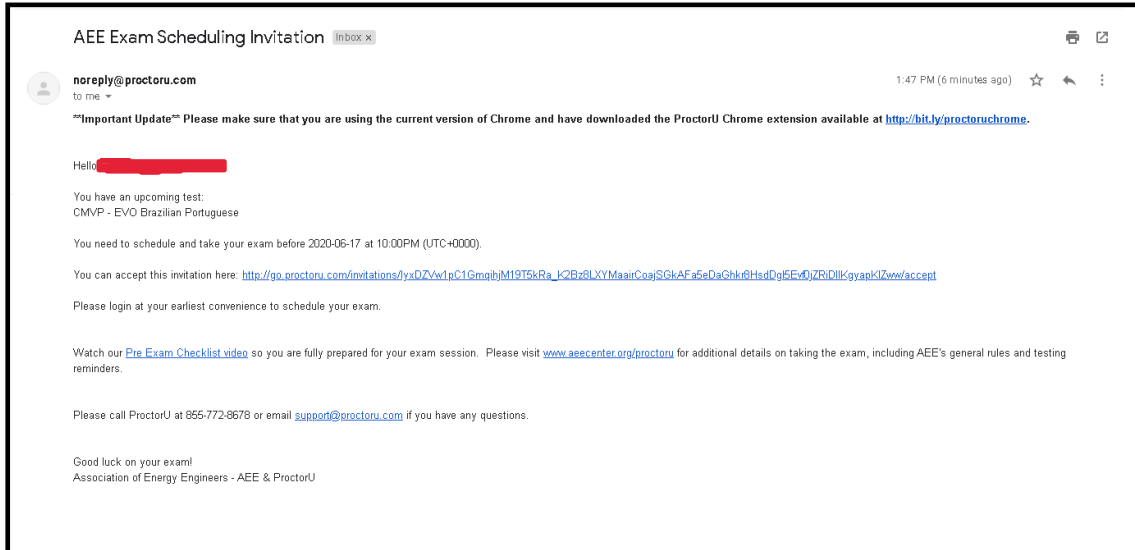 AEE Exam Scheduling Invitation Inbox x
noreply@proctoru.com 1:47 PM (6 minutes ago)
to me
**Important Update** Please make sure that you are using the current version of Chrome and have downloaded the ProctorU Chrome extension available at http://bit.ly/proctoruchrome.
Hello
You have an upcoming test:
CMVP - EVO Brazilian Portuguese
You need to schedule and take your exam before 2020-06-17 at 10:00PM (UTC+0000).
You can accept this invitation here:
Please login at your earliest convenience to schedule your exam.
Watch our Pre Exam Checklist video so you are fully prepared for your exam session. Please visit www.aeecenter.org/proctoru for additional details on taking the exam, including AEE's general rules and testing
reminders.
Please call ProctorU at 855-772-8678 or email support@proctoru.com if you have any questions.
Good luck on your exam!
Association of Energy Engineers - AEE & ProctorU